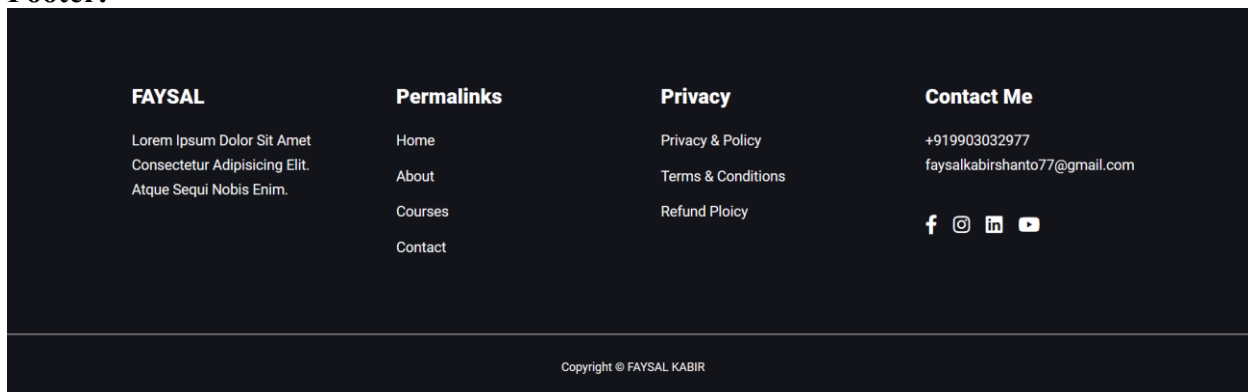 Footer:
FAYSAL
Lorem Ipsum Dolor Sit Amet
Consectetur Adipisicing Elit.
Atque Sequi Nobis Enim.
Permalinks
Home
About
Courses
Contact
Privacy
Privacy & Policy
Terms & Conditions
Refund Ploicy
Contact Me
+919903032977
faysalkabirshanto77@gmail.com
Copyright © FAYSAL KABIR